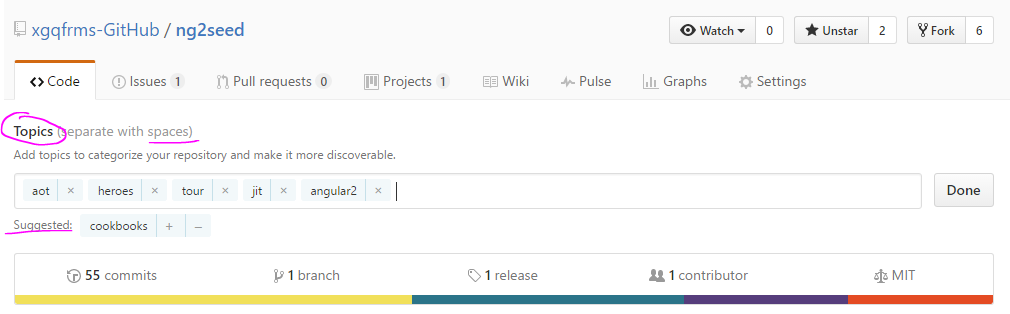 xgqfrms-GitHub / ng2seed Watch 0 Unstar 2 Fork 6
Code Issues 1 Pull requests 0 Projects 1 Wiki Pulse Graphs Settings
Topics (separate with spaces)
Add topics to categorize your repository and make it more discoverable.
aot × heroes × tour × jit × angular2 × Done
Suggested: cookbooks + –
55 commits 1 branch 1 release 1 contributor MIT